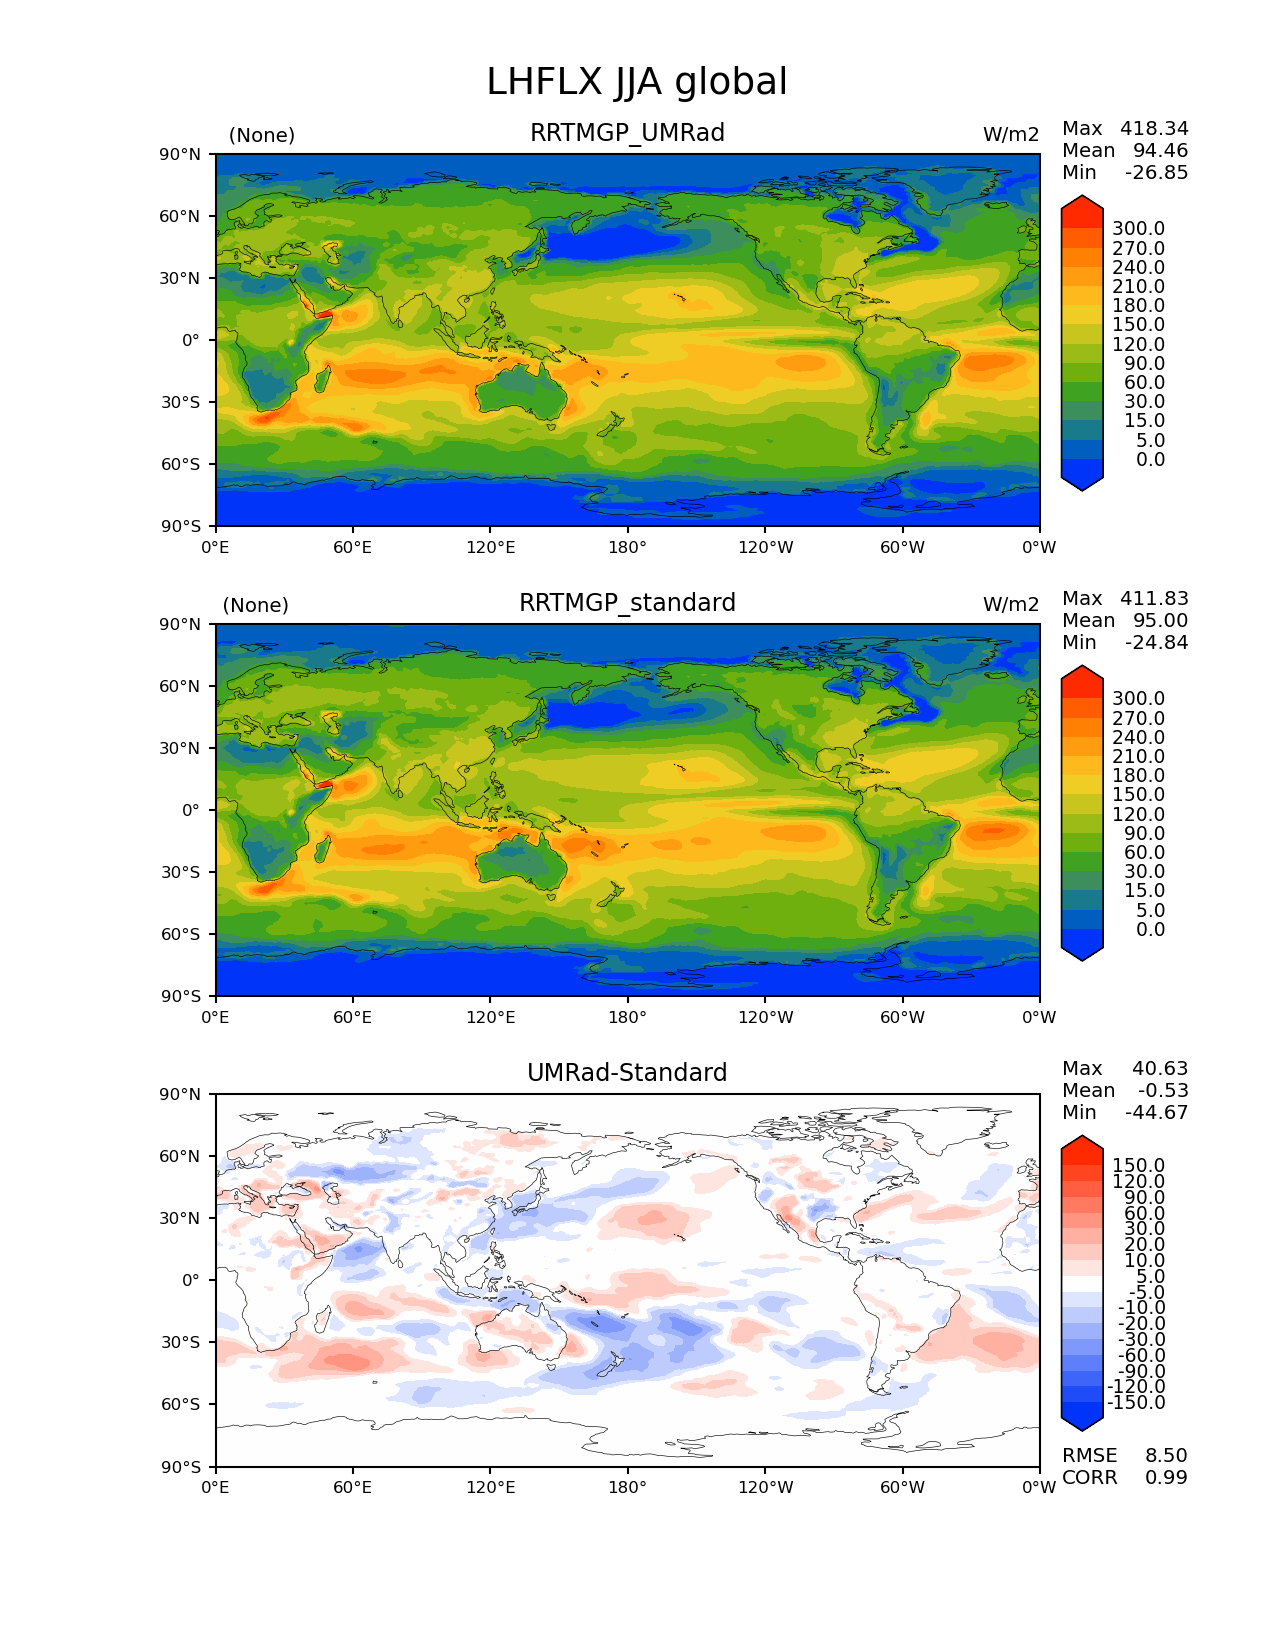 LHFLX JJA global
(None) RRTMGP_UMRad W/m2
Max 418.34
Mean 94.46
Min -26.85
90°N
60°N
30°N
0°
30°S
60°S
90°S
0°E 60°E 120°E 180° 120°W 60°W 0°W
300.0
270.0
240.0
210.0
180.0
150.0
120.0
90.0
60.0
30.0
15.0
5.0
0.0
(None) RRTMGP_standard W/m2
Max 411.83
Mean 95.00
Min -24.84
90°N
60°N
30°N
0°
30°S
60°S
90°S
0°E 60°E 120°E 180° 120°W 60°W 0°W
300.0
270.0
240.0
210.0
180.0
150.0
120.0
90.0
60.0
30.0
15.0
5.0
0.0
UMRad-Standard
Max 40.63
Mean -0.53
Min -44.67
90°N
60°N
30°N
0°
30°S
60°S
90°S
0°E 60°E 120°E 180° 120°W 60°W 0°W
150.0
120.0
90.0
60.0
30.0
20.0
10.0
5.0
-5.0
-10.0
-20.0
-30.0
-60.0
-90.0
-120.0
-150.0
RMSE 8.50
CORR 0.99